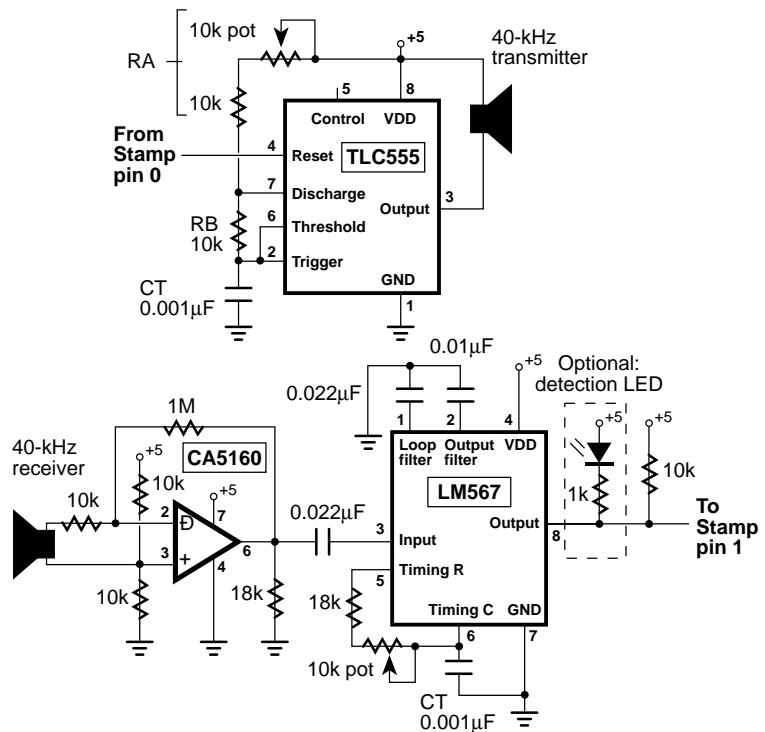 10k pot
RA
10k
+5
40-kHz
transmitter
5
8
Control
VDD
From
Stamp
pin 0
4
Reset
TLC555
7
Discharge
3
Output
RB
10k
6
Threshold
2
Trigger
CT
0.001µF
GND
1
0.01µF
0.022µF
+5
Optional:
detection LED
+5
+5
1
2
4
Loop
filter
Output
filter
VDD
1M
40-kHz
receiver
+5
CA5160
10k
10k
+5
2
Đ
7
3
+
6
4
10k
18k
0.022µF
LM567
1k
10k
3
Input
Output
8
To
Stamp
pin 1
5
Timing R
18k
Timing C
GND
6
7
10k pot
CT
0.001µF